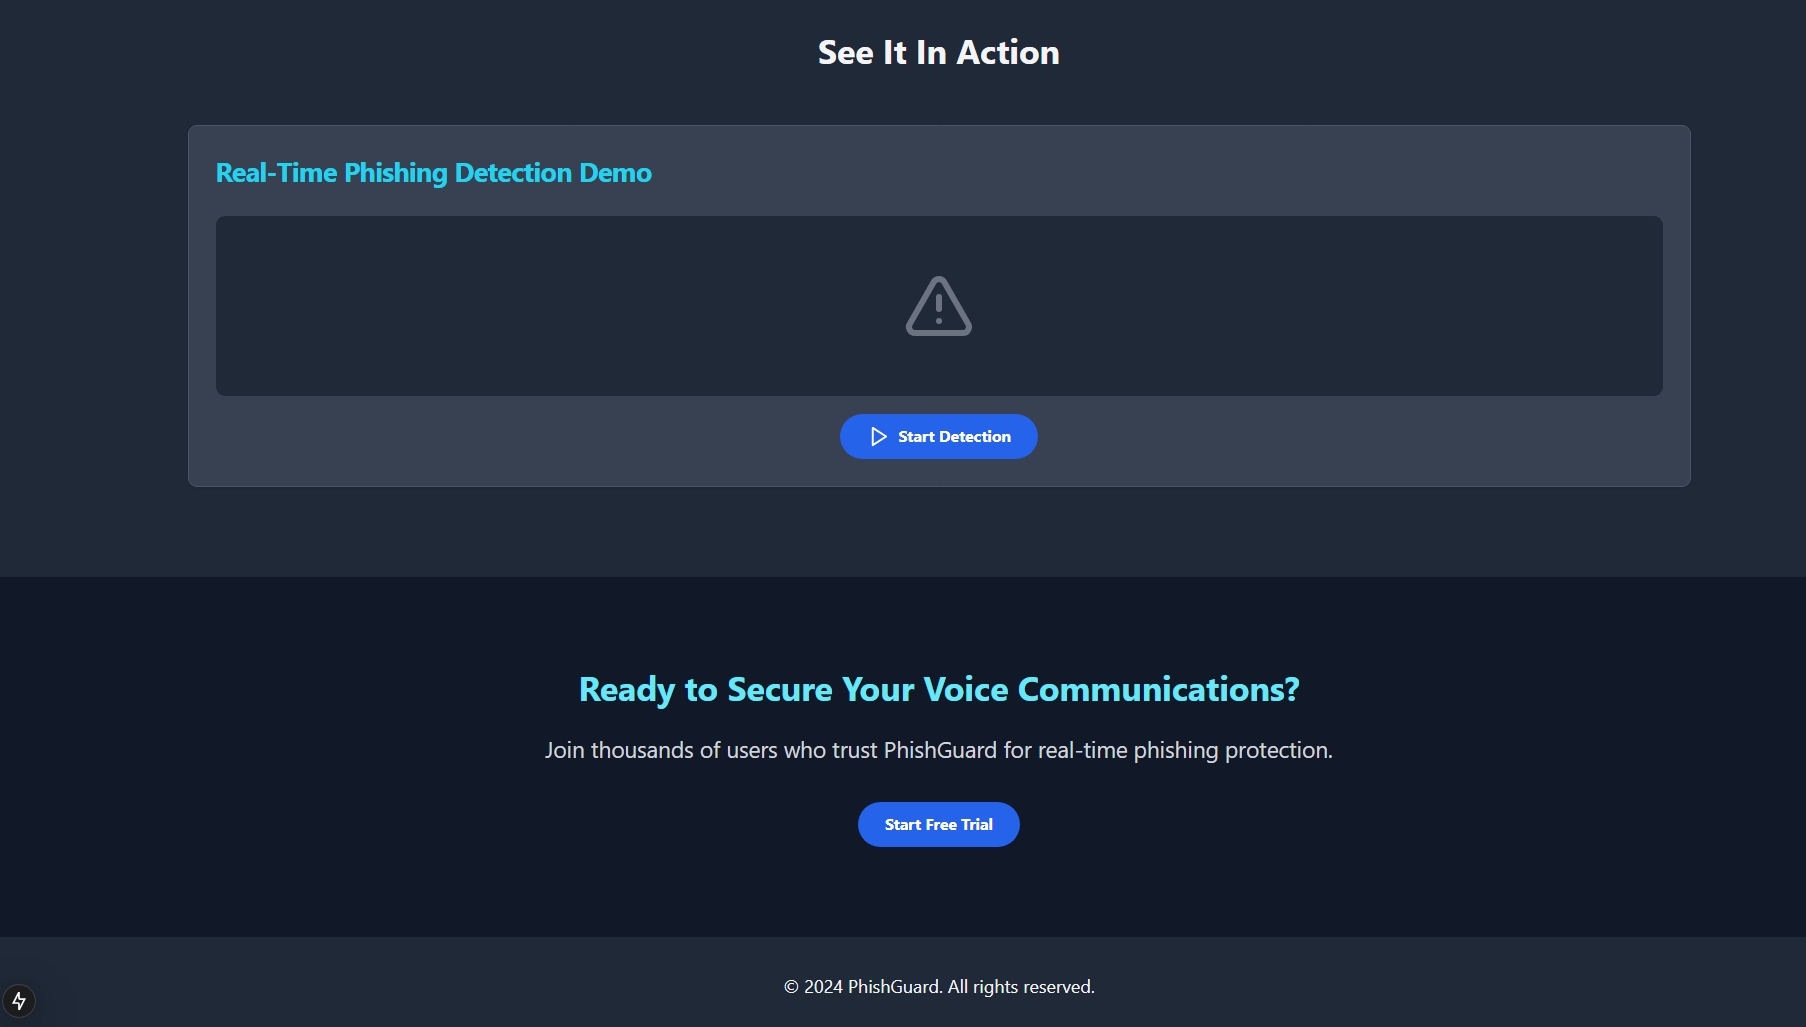 See It In Action
Real-Time Phishing Detection Demo
Start Detection
Ready to Secure Your Voice Communications?
Join thousands of users who trust PhishGuard for real-time phishing protection.
Start Free Trial
© 2024 PhishGuard. All rights reserved.